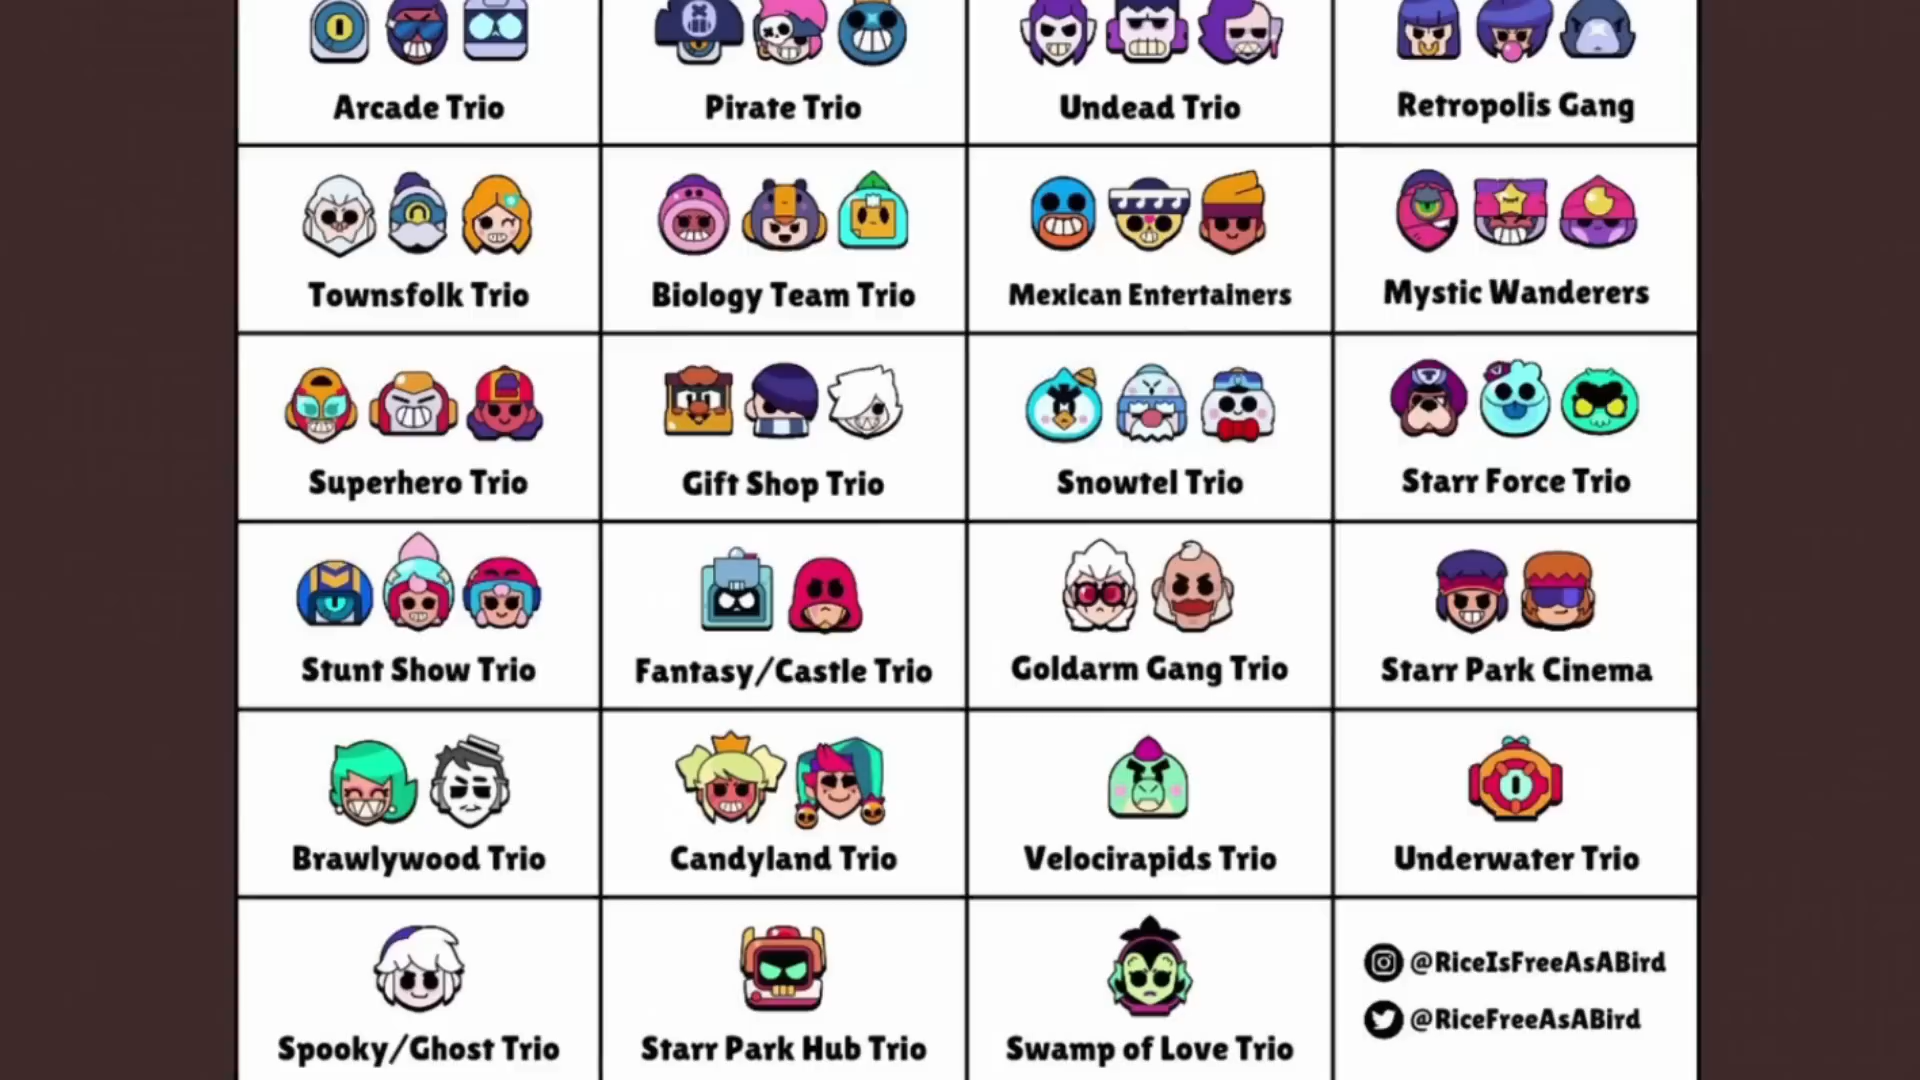 Arcade Trio
Pirate Trio
Undead Trio
Retropolis Gang
Townsfolk Trio
Biology Team Trio
Mexican Entertainers
Mystic Wanderers
Superhero Trio
Gift Shop Trio
Snowtel Trio
Starr Force Trio
Stunt Show Trio
Fantasy/Castle Trio
Goldarm Gang Trio
Starr Park Cinema
Brawlywood Trio
Candyland Trio
Velocirapids Trio
Underwater Trio
Spooky/Ghost Trio
Starr Park Hub Trio
Swamp of Love Trio
@RiceIsFreeAsABird
@RiceFreeAsABird